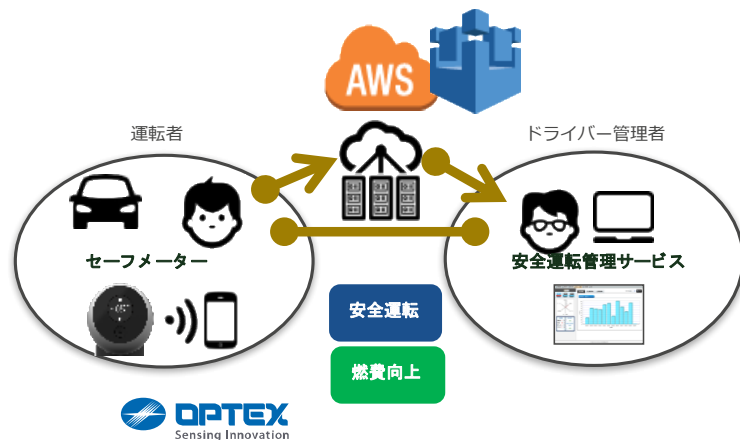 AWS
運転者
ドライバー管理者
セーフメーター
安全運転管理サービス
安全運転
燃費向上
OPTEX
Sensing Innovation